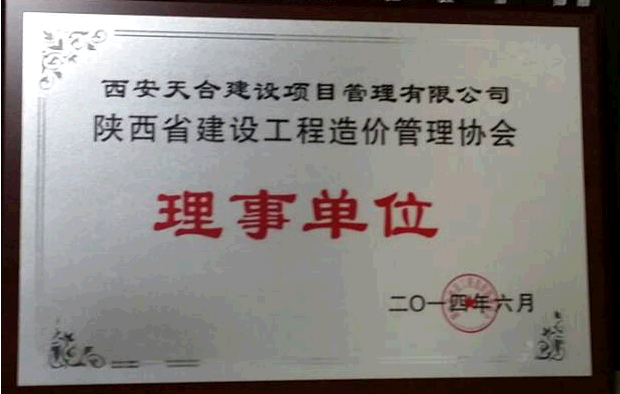 西安天合建设项目管理有限公司
陕西省建设工程造价管理协会
理事单位
二〇一四年六月